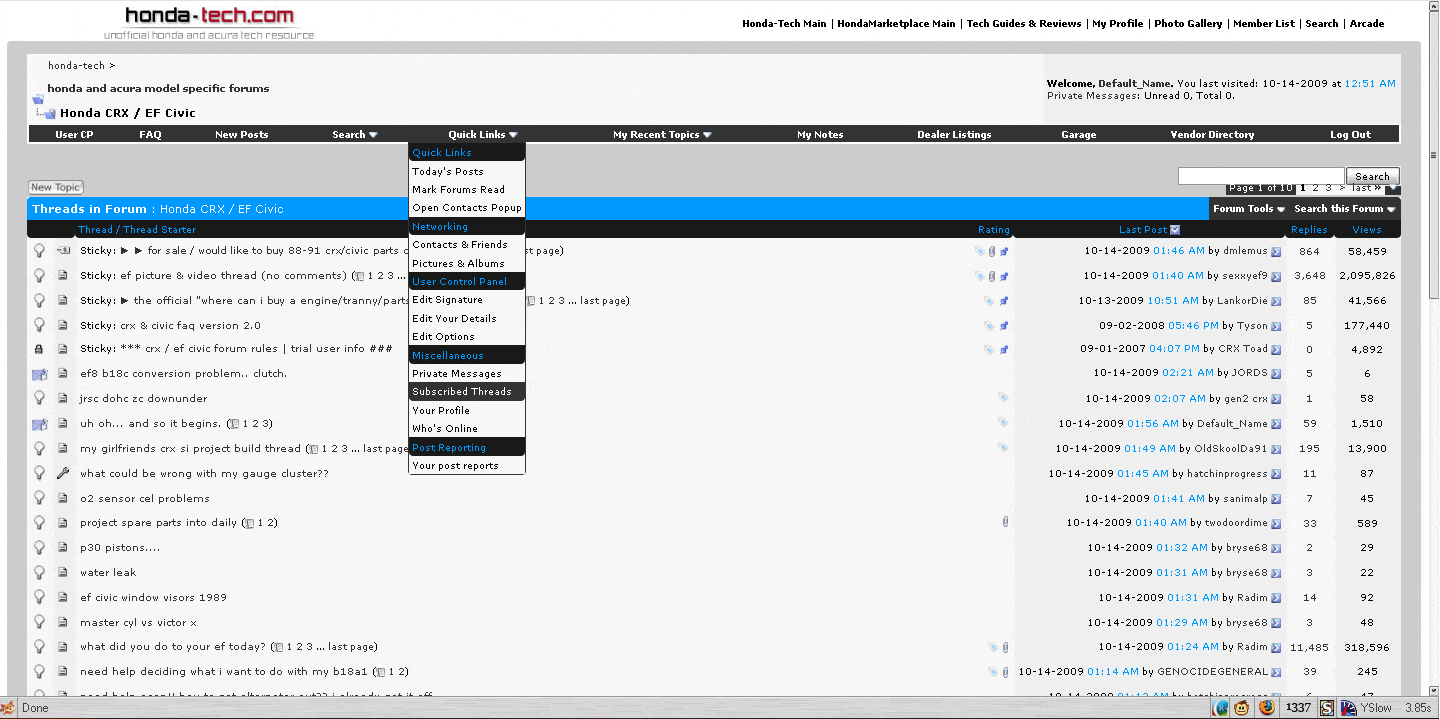 honda-tech.com
unofficial honda and acura tech resource
Honda-Tech Main | HondaMarketplace Main | Tech Guides & Reviews | My Profile | Photo Gallery | Member List | Search | Arcade
honda-tech >
honda and acura model specific forums
Honda CRX / EF Civic
Welcome, Default_Name. You last visited: 10-14-2009 at 12:51 AM
Private Messages: Unread 0, Total 0.
User CP FAQ New Posts Search Quick Links My Recent Topics My Notes Dealer Listings Garage Vendor Directory Log Out
Quick Links
Today's Posts
Mark Forums Read
Open Contacts Popup
Networking
Contacts & Friends
Pictures & Albums
User Control Panel
Edit Signature
Edit Your Details
Edit Options
Miscellaneous
Private Messages
Subscribed Threads
Your Profile
Who's Online
Post Reporting
Your post reports
Search
New Topic
Page 1 of 10 1 2 3 > last »
Threads in Forum : Honda CRX / EF Civic Forum Tools Search this Forum
Thread / Thread Starter Rating Last Post Replies Views
Sticky: ► ► for sale / would like to buy 88-91 crx/civic parts page) 10-14-2009 01:46 AM by dmlemus 864 58,459
Sticky: ef picture & video thread (no comments) ( 1 2 3 ... 10-14-2009 01:40 AM by sexxyef9 3,648 2,095,826
Sticky: ► the official "where can i buy a engine/tranny/parts 1 2 3 ... last page) 10-13-2009 10:51 AM by LankorDie 85 41,566
Sticky: crx & civic faq version 2.0 09-02-2008 05:46 PM by Tyson 5 177,440
Sticky: *** crx / ef civic forum rules | trial user info ### 09-01-2007 04:07 PM by CRX Toad 0 4,892
ef8 b18c conversion problem.. clutch. 10-14-2009 02:21 AM by JORDS 5 6
jrsc dohc zc downunder 10-14-2009 02:07 AM by gen2 crx 1 58
uh oh... and so it begins. ( 1 2 3) 10-14-2009 01:56 AM by Default_Name 59 1,510
my girlfriends crx si project build thread ( 1 2 3 ... last page) 10-14-2009 01:49 AM by OldSkoolDa91 195 13,900
what could be wrong with my gauge cluster?? 10-14-2009 01:45 AM by hatchinprogress 11 87
o2 sensor cel problems 10-14-2009 01:41 AM by sanimalp 7 45
project spare parts into daily ( 1 2) 10-14-2009 01:40 AM by twodoordime 33 589
p30 pistons.... 10-14-2009 01:32 AM by bryse68 2 29
water leak 10-14-2009 01:31 AM by bryse68 3 22
ef civic window visors 1989 10-14-2009 01:31 AM by Radim 14 92
master cyl vs victor x 10-14-2009 01:29 AM by bryse68 3 48
what did you do to your ef today? ( 1 2 3 ... last page) 10-14-2009 01:24 AM by Radim 11,485 318,596
need help deciding what i want to do with my b18a1 ( 1 2) 10-14-2009 01:14 AM by GENOCIDEGENERAL 39 245
Done 1337 YSlow 3.85s